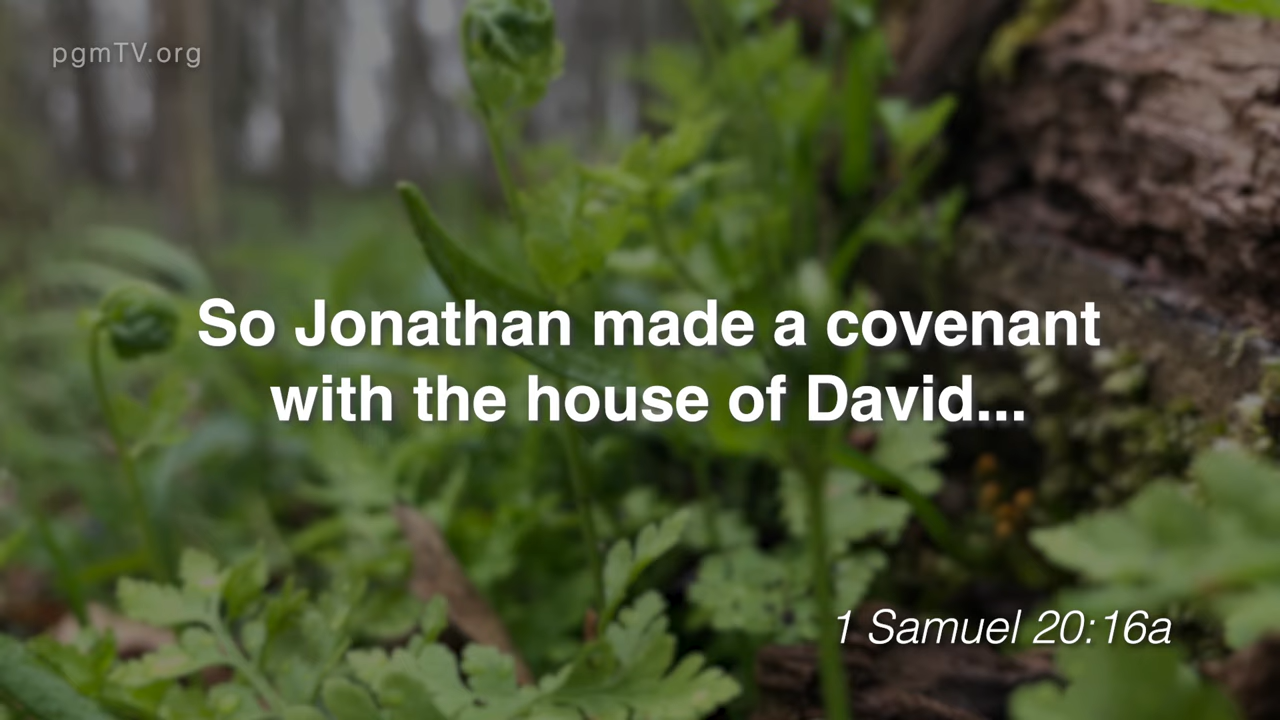 pgmTV.org
So Jonathan made a covenant
with the house of David...
1 Samuel 20:16a